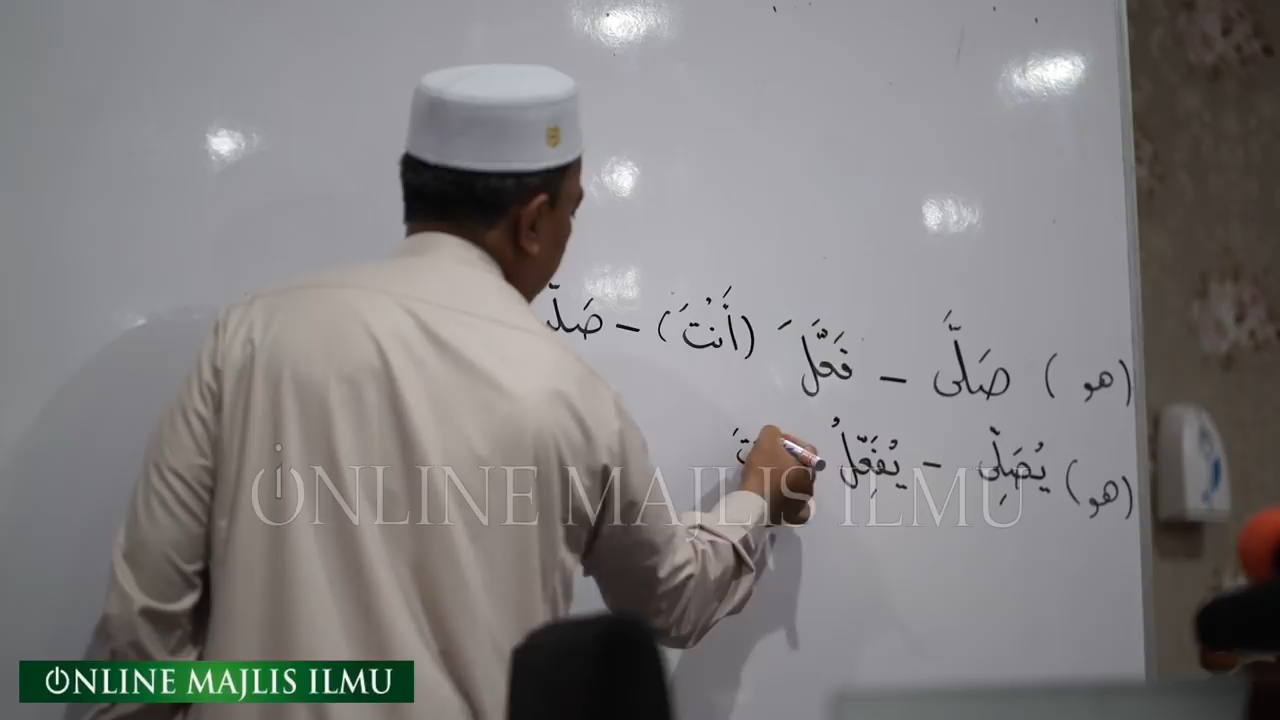 (هو) صَلَّى – فَعَّلَ (أَنْتَ) – صَلّ
(هو) يُصَلِّي – يُفَعِّلُ
ONLINE MAJLIS ILMU
ONLINE MAJLIS ILMU